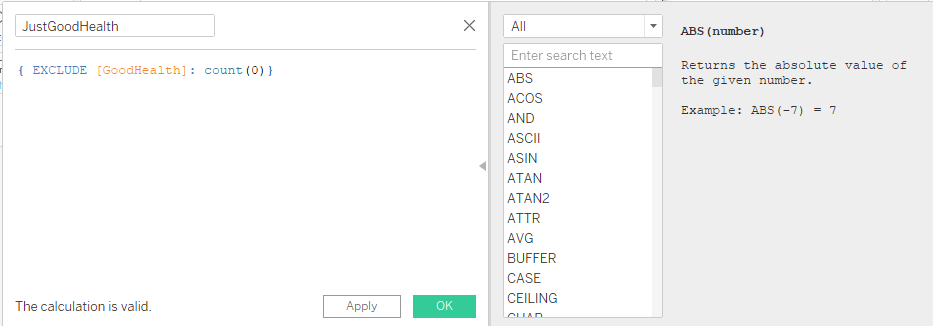 JustGoodHealth
{ EXCLUDE [GoodHealth]: count(0)}
The calculation is valid.
Apply
OK
All
Enter search text
ABS
ACOS
AND
ASCII
ASIN
ATAN
ATAN2
ATTR
AVG
BUFFER
CASE
CEILING
CHAR
ABS(number)
Returns the absolute value of
the given number.
Example: ABS(-7) = 7